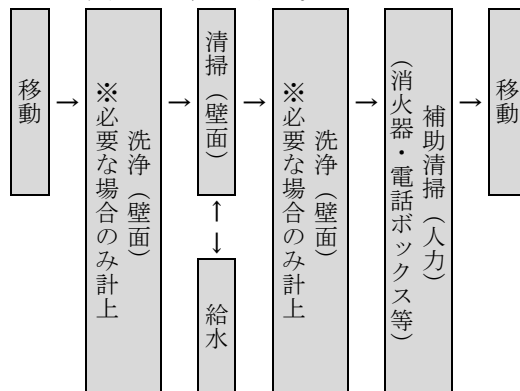 移動
→
洗浄（壁面）
※必要な場合のみ計上
→
清掃（壁面）
↑
↓
給水
→
洗浄（壁面）
※必要な場合のみ計上
→
補助清掃（人力）
（消火器・電話ボックス等）
→
移動